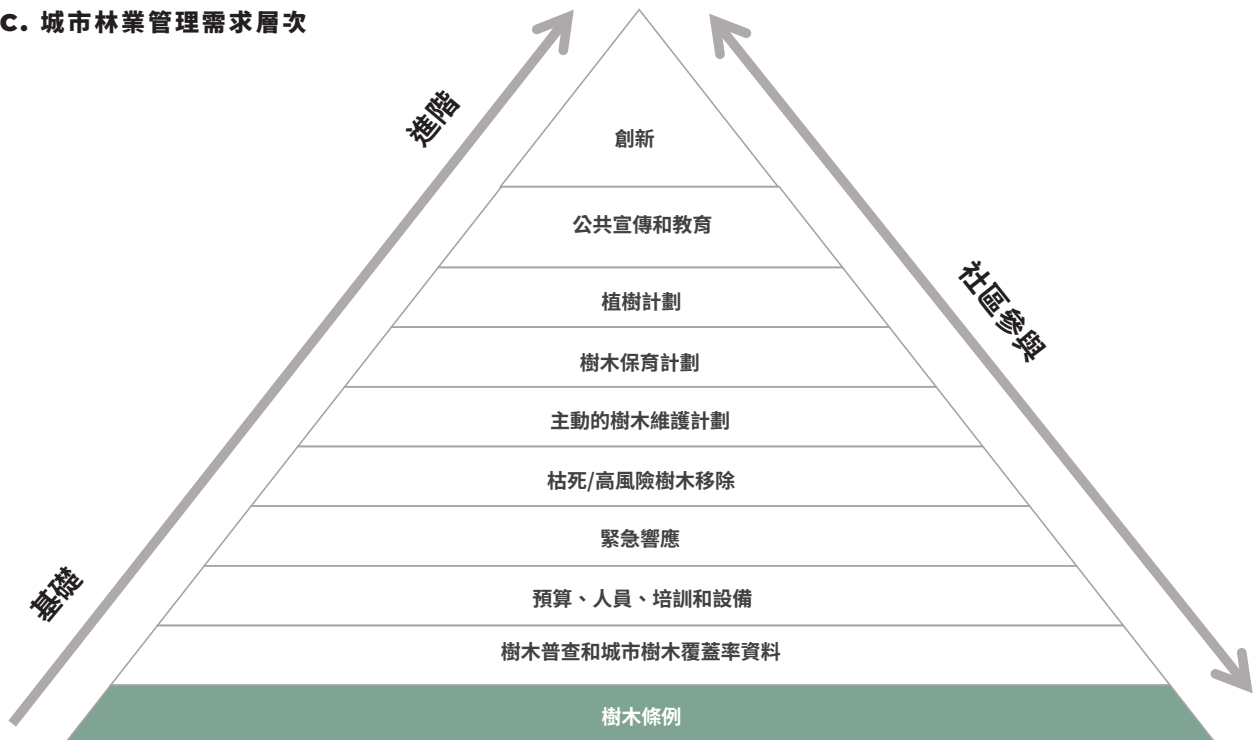 C. 城市林業管理需求層次
進階
創新
公共宣傳和教育
社區參與
植樹計劃
樹木保育計劃
主動的樹木維護計劃
枯死/高風險樹木移除
緊急響應
基礎
預算、人員、培訓和設備
樹木普查和城市樹木覆蓋率資料
樹木條例